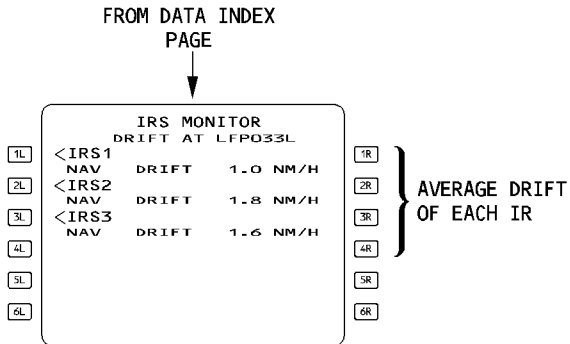 FROM DATA INDEX
PAGE
IRS MONITOR
DRIFT AT LFPO33L
1L <IRS1 1R
NAV DRIFT 1.0 NM/H
2L <IRS2 2R
NAV DRIFT 1.8 NM/H
3L <IRS3 3R
NAV DRIFT 1.6 NM/H
4L 4R
5L 5R
6L 6R
AVERAGE DRIFT
OF EACH IR